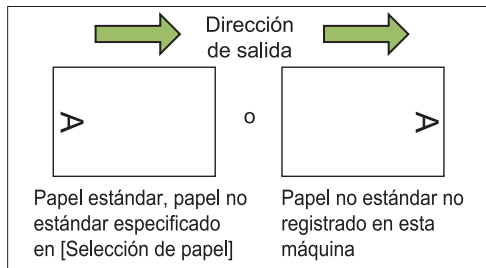 Dirección
de salida
A
o
A
Papel estándar, papel no
estándar especificado
en [Selección de papel]
Papel no estándar no
registrado en esta
máquina